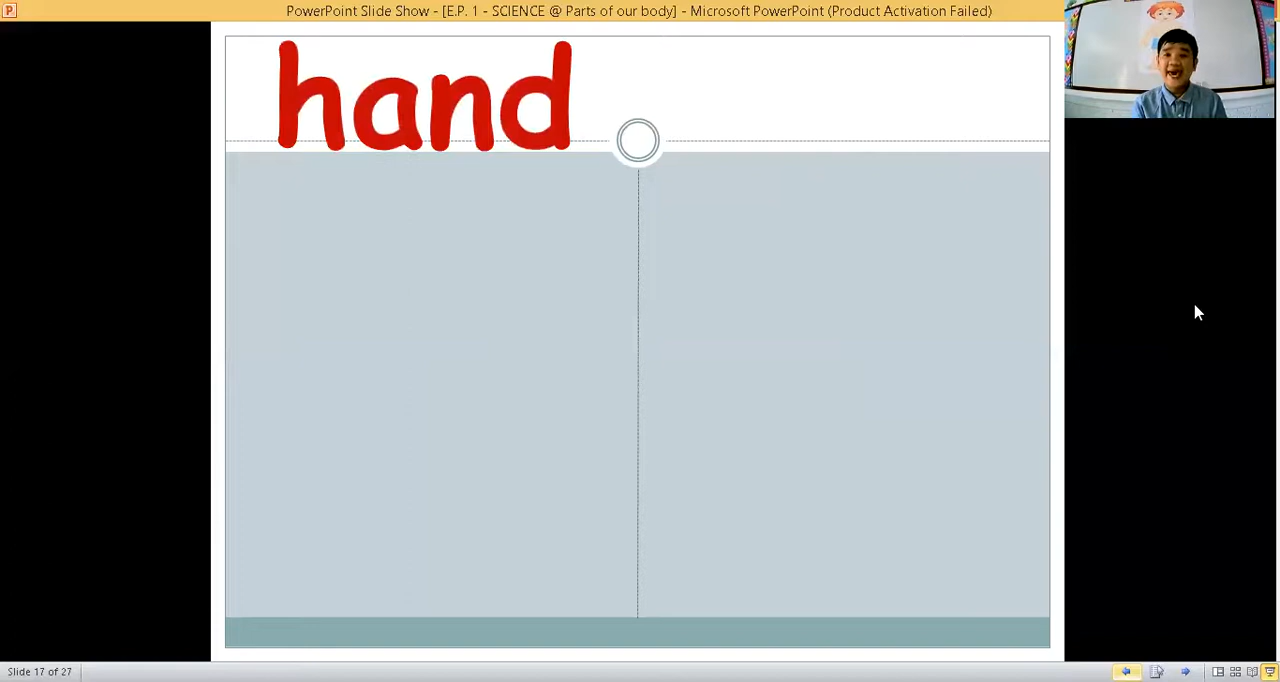 PowerPoint Slide Show - [E.P. 1 - SCIENCE @ Parts of our body] - Microsoft PowerPoint (Product Activation Failed)
hand
Slide 17 of 27